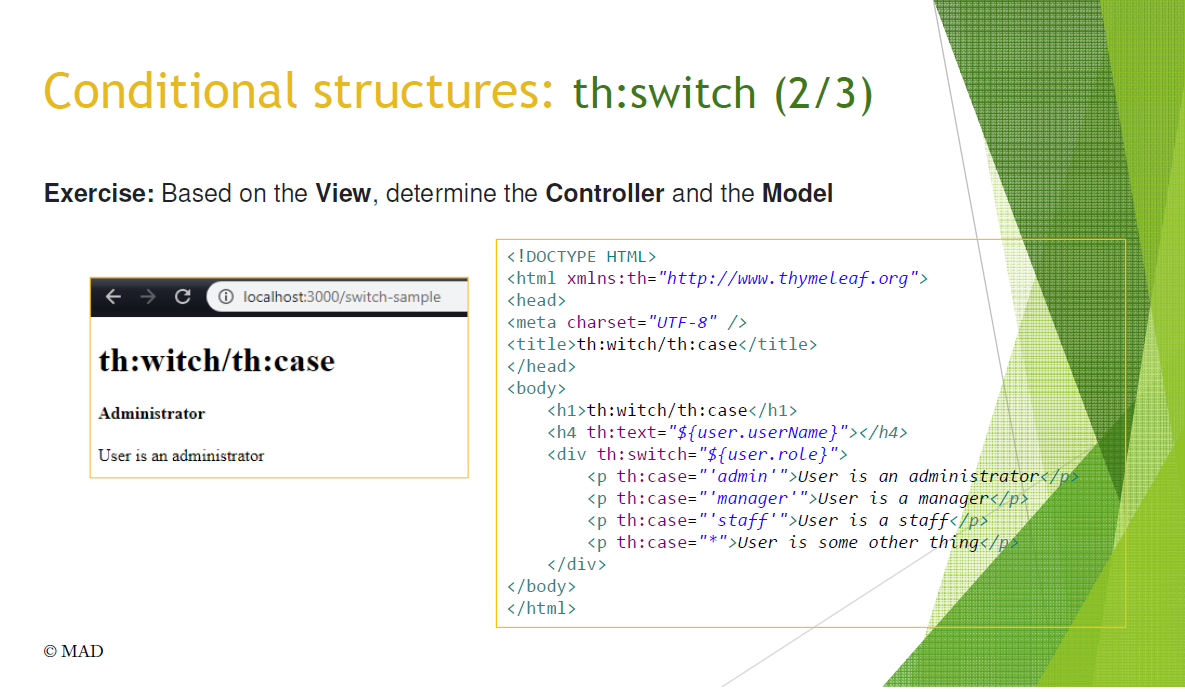 Conditional structures: th:switch (2/3)
Exercise: Based on the View, determine the Controller and the Model
localhost:3000/switch-sample
th:witch/th:case
Administrator
User is an administrator
<!DOCTYPE HTML>
<html xmlns:th="http://www.thymeleaf.org">
<head>
<meta charset="UTF-8" />
<title>th:witch/th:case</title>
</head>
<body>
    <h1>th:witch/th:case</h1>
    <h4 th:text="${user.userName}"></h4>
    <div th:switch="${user.role}">
        <p th:case="'admin'">User is an administrator</p>
        <p th:case="'manager'">User is a manager</p>
        <p th:case="'staff'">User is a staff</p>
        <p th:case="*">User is some other thing</p>
    </div>
</body>
</html>
© MAD